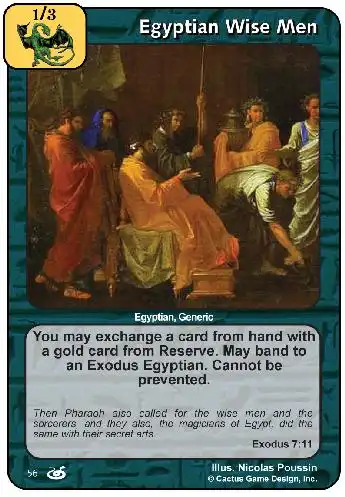 1/3
Egyptian Wise Men
Egyptian, Generic
You may exchange a card from hand with
a gold card from Reserve. May band to
an Exodus Egyptian. Cannot be
prevented.
Then Pharaoh also called for the wise men and the
sorcerers and they also, the magicians of Egypt, did the
same with their secret arts.
Exodus 7:11
56
Illus. Nicolas Poussin
© Cactus Game Design, Inc.